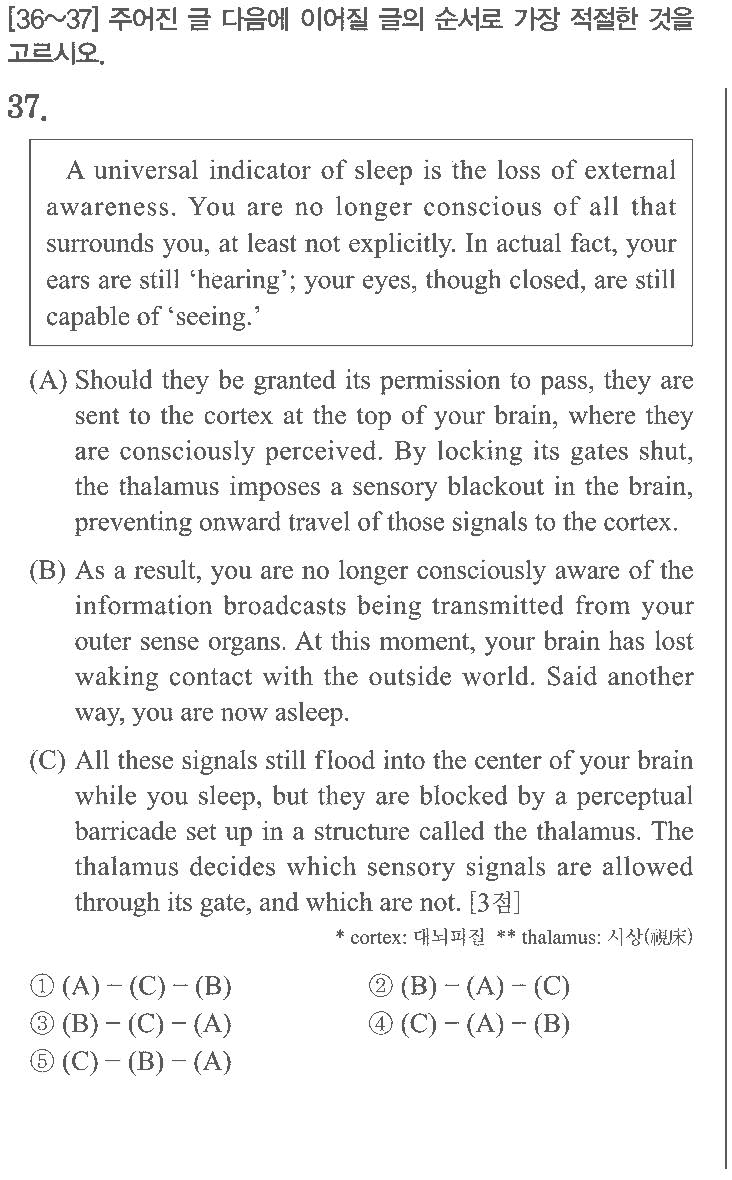 [36~37] 주어진 글 다음에 이어질 글의 순서로 가장 적절한 것을
고르시오.
37.
A universal indicator of sleep is the loss of external
awareness. You are no longer conscious of all that
surrounds you, at least not explicitly. In actual fact, your
ears are still ‘hearing’; your eyes, though closed, are still
capable of ‘seeing.’
(A) Should they be granted its permission to pass, they are
sent to the cortex at the top of your brain, where they
are consciously perceived. By locking its gates shut,
the thalamus imposes a sensory blackout in the brain,
preventing onward travel of those signals to the cortex.
(B) As a result, you are no longer consciously aware of the
information broadcasts being transmitted from your
outer sense organs. At this moment, your brain has lost
waking contact with the outside world. Said another
way, you are now asleep.
(C) All these signals still flood into the center of your brain
while you sleep, but they are blocked by a perceptual
barricade set up in a structure called the thalamus. The
thalamus decides which sensory signals are allowed
through its gate, and which are not. [3점]
* cortex: 대뇌피질 ** thalamus: 시상(視床)
① (A) - (C) - (B) ② (B) - (A) - (C)
③ (B) - (C) - (A) ④ (C) - (A) - (B)
⑤ (C) - (B) - (A)